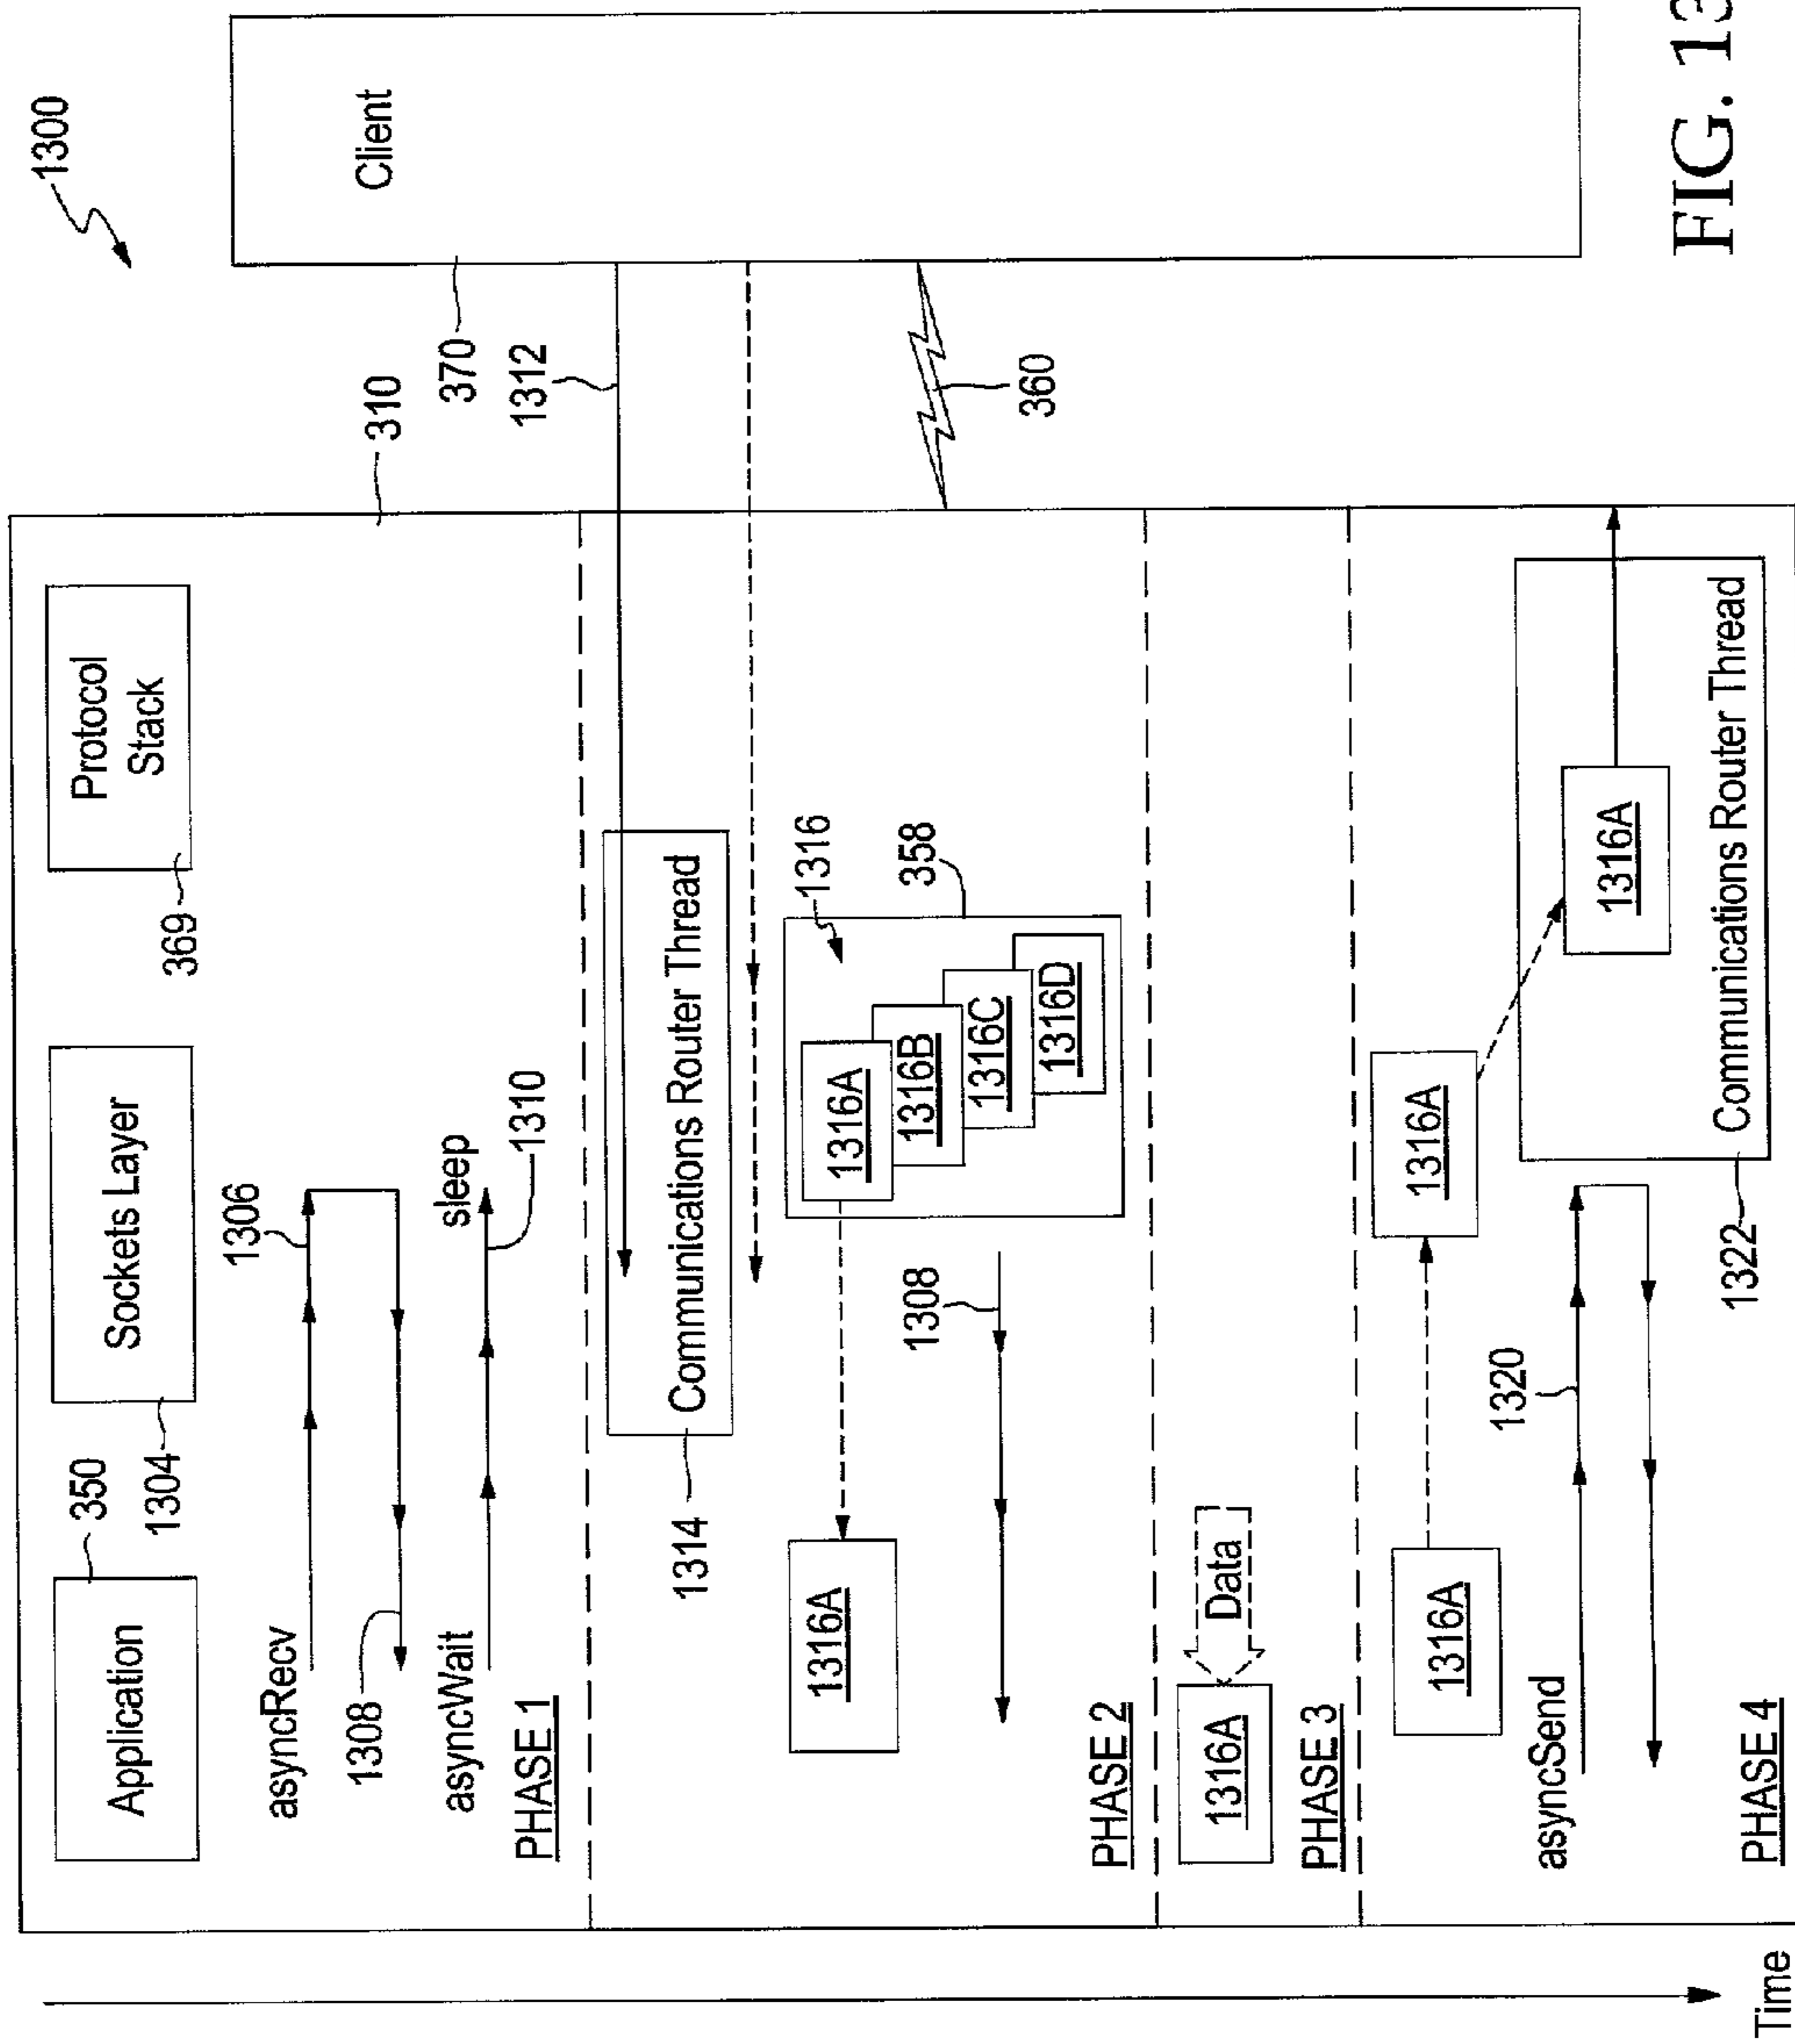 1300
310
Application
350
Sockets Layer
1304
Protocol
Stack
369
Client
370
asyncRecv
1306
1308
asyncWait
sleep
1310
PHASE 1
1312
1314
Communications Router Thread
1316
358
1316A
1316A
1316B
1316C
1316D
1308
360
PHASE 2
1316A
Data
PHASE 3
1316A
1316A
1316A
asyncSend
1320
1322
Communications Router Thread
PHASE 4
Time
FIG. 13